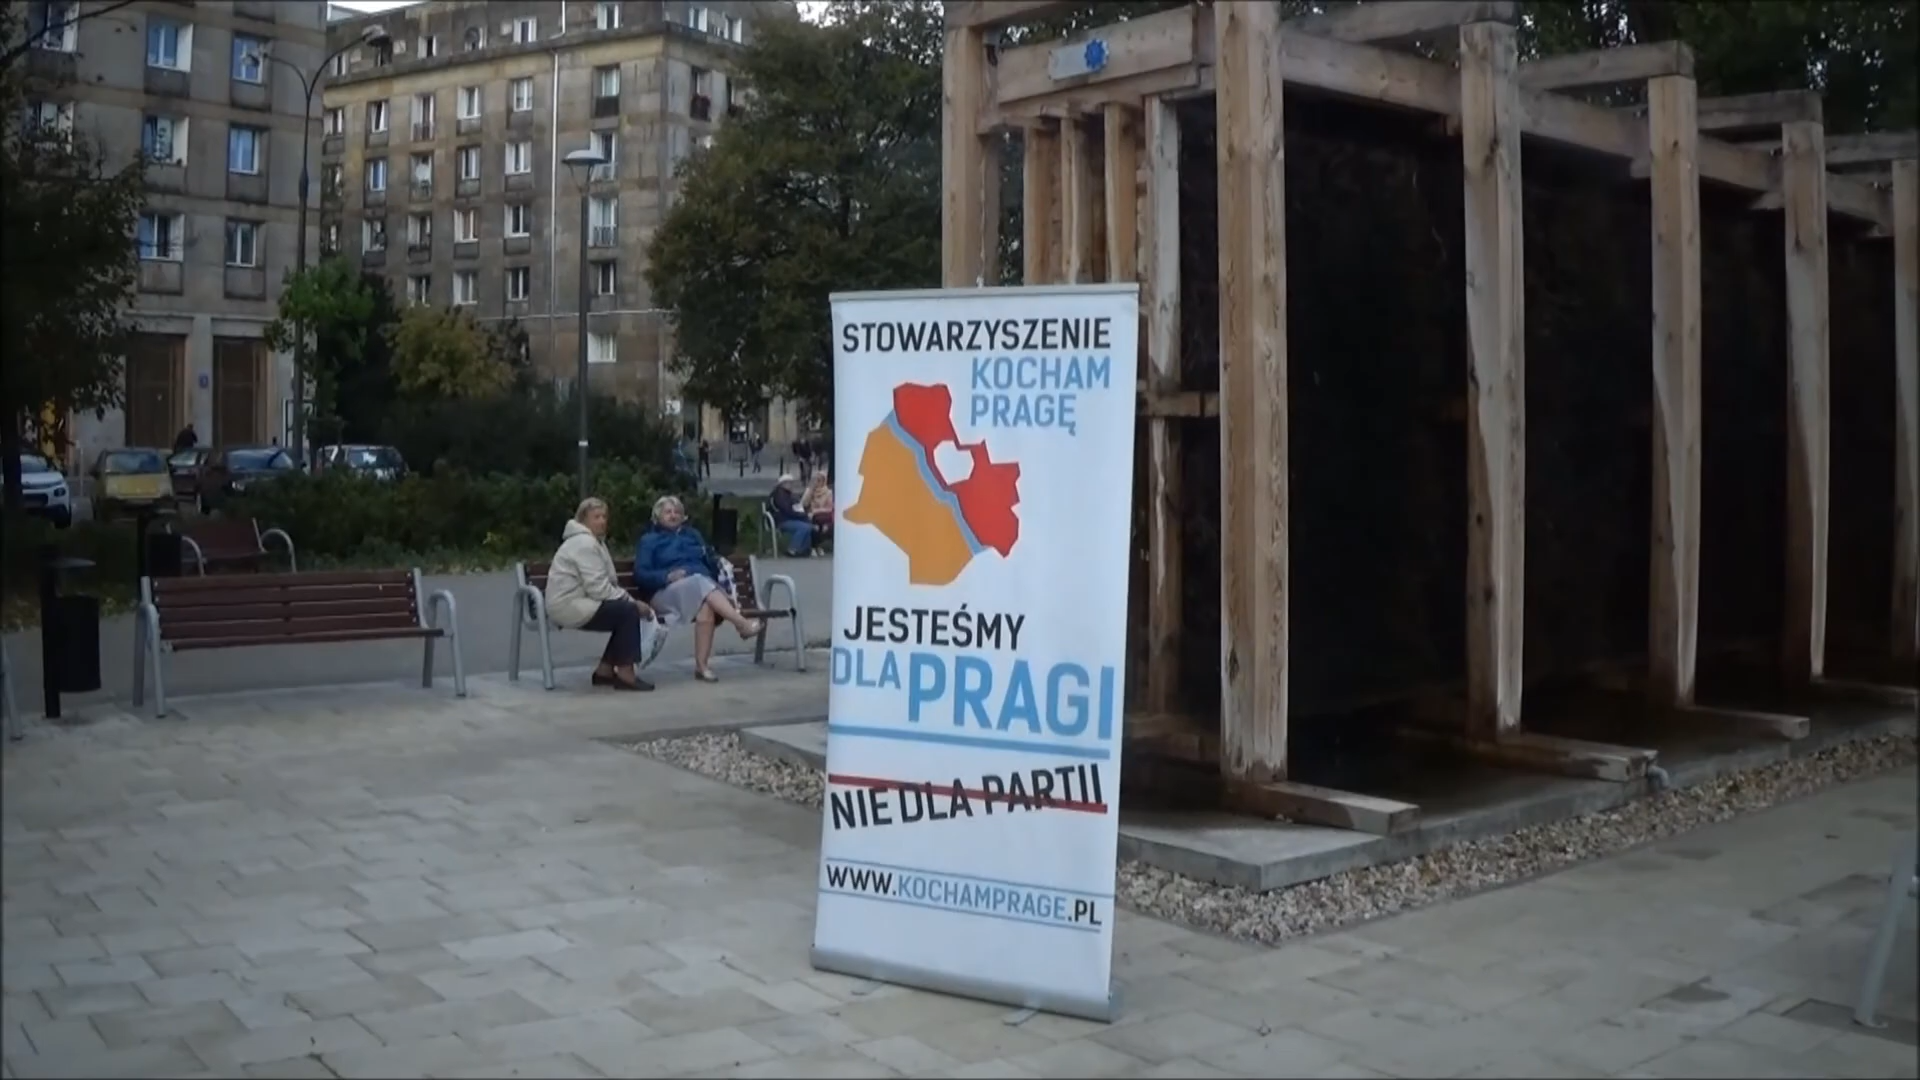 STOWARZYSZENIE
KOCHAM
PRAGĘ
JESTEŚMY
DLA PRAGI
NIE DLA PARTII
WWW.KOCHAMPRAGE.PL